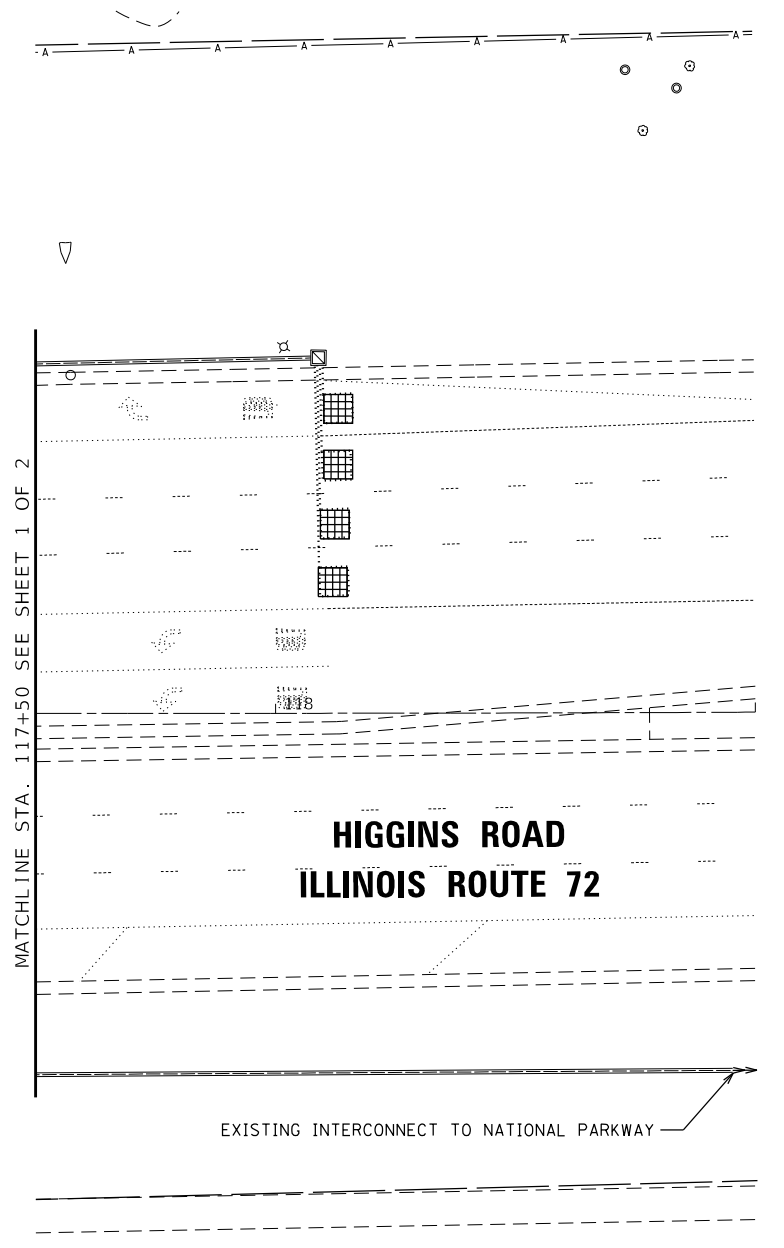 A A A A A A A A A
MATCHLINE STA. 117+50 SEE SHEET 1 OF 2
118
HIGGINS ROAD
ILLINOIS ROUTE 72
EXISTING INTERCONNECT TO NATIONAL PARKWAY